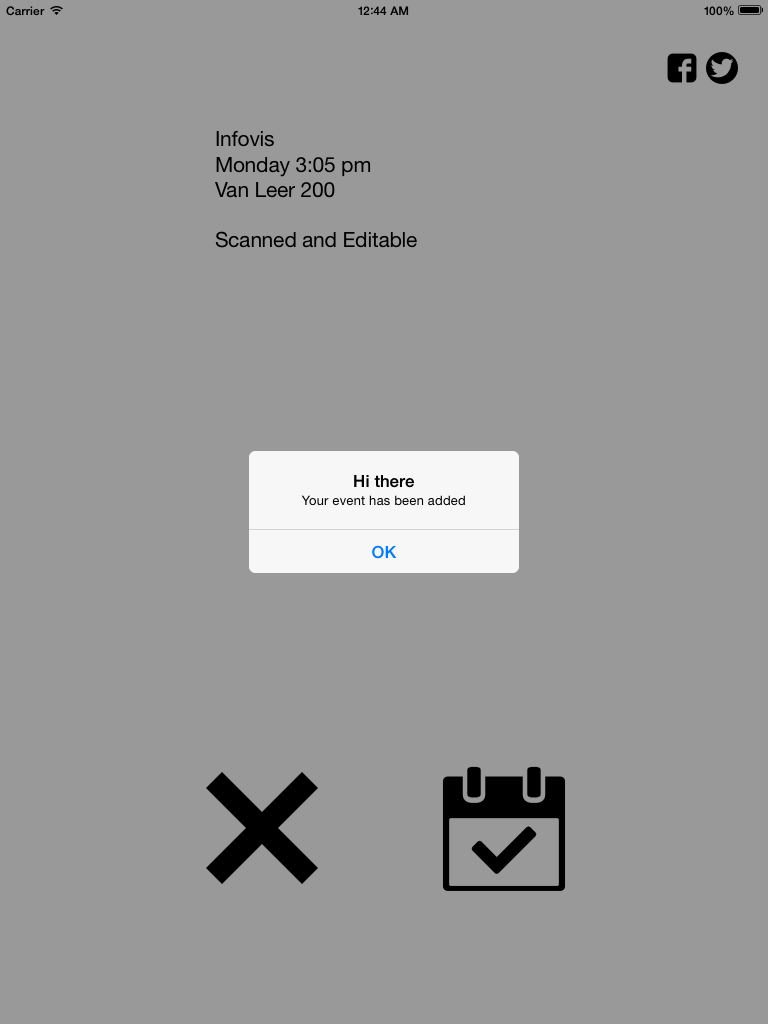 Carrier 12:44 AM 100%
Infovis
Monday 3:05 pm
Van Leer 200
Scanned and Editable
Hi there
Your event has been added
OK